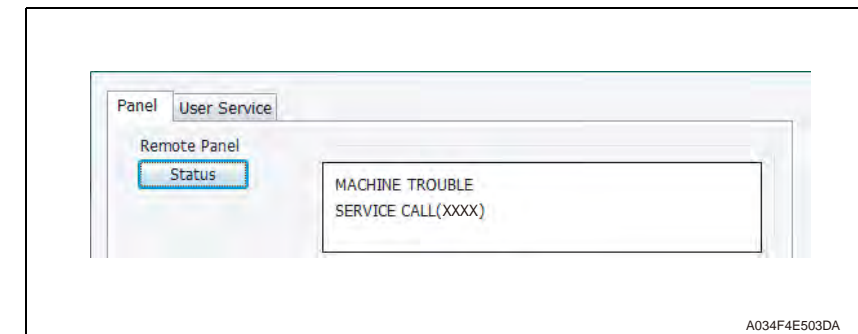 Panel User Service
Remote Panel
Status
MACHINE TROUBLE
SERVICE CALL(XXXX)
A034F4E503DA